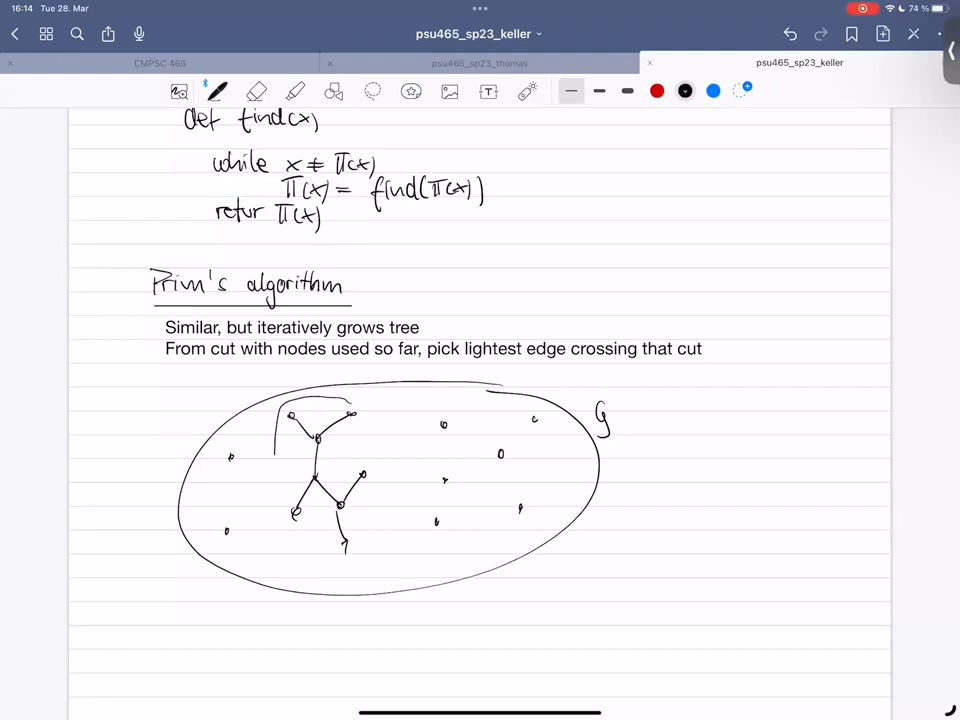 16:14 Tue 28. Mar
74 %
psu465_sp23_keller
CMPSC 465
psu465_sp23_thomas
psu465_sp23_keller
def find(x)
while x ≠ π(x)
π(x) = find(π(x))
retur π(x)
Prim's algorithm
Similar, but iteratively grows tree
From cut with nodes used so far, pick lightest edge crossing that cut
G